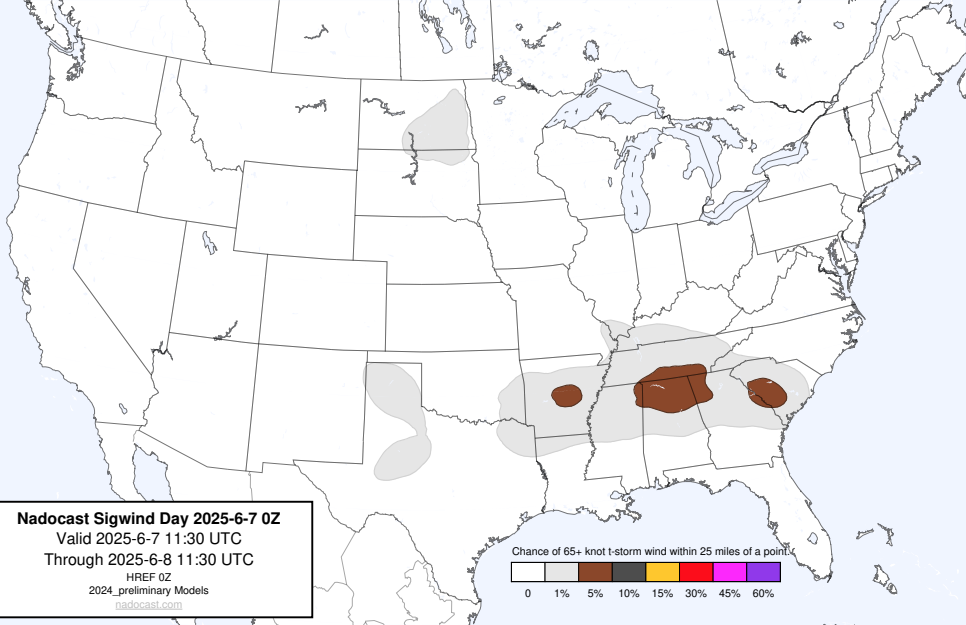 Nadocast Sigwind Day 2025-6-7 0Z
Valid 2025-6-7 11:30 UTC
Through 2025-6-8 11:30 UTC
HREF 0Z
2024_preliminary Models
nadocast.com
Chance of 65+ knot t-storm wind within 25 miles of a point.
0 1% 5% 10% 15% 30% 45% 60%